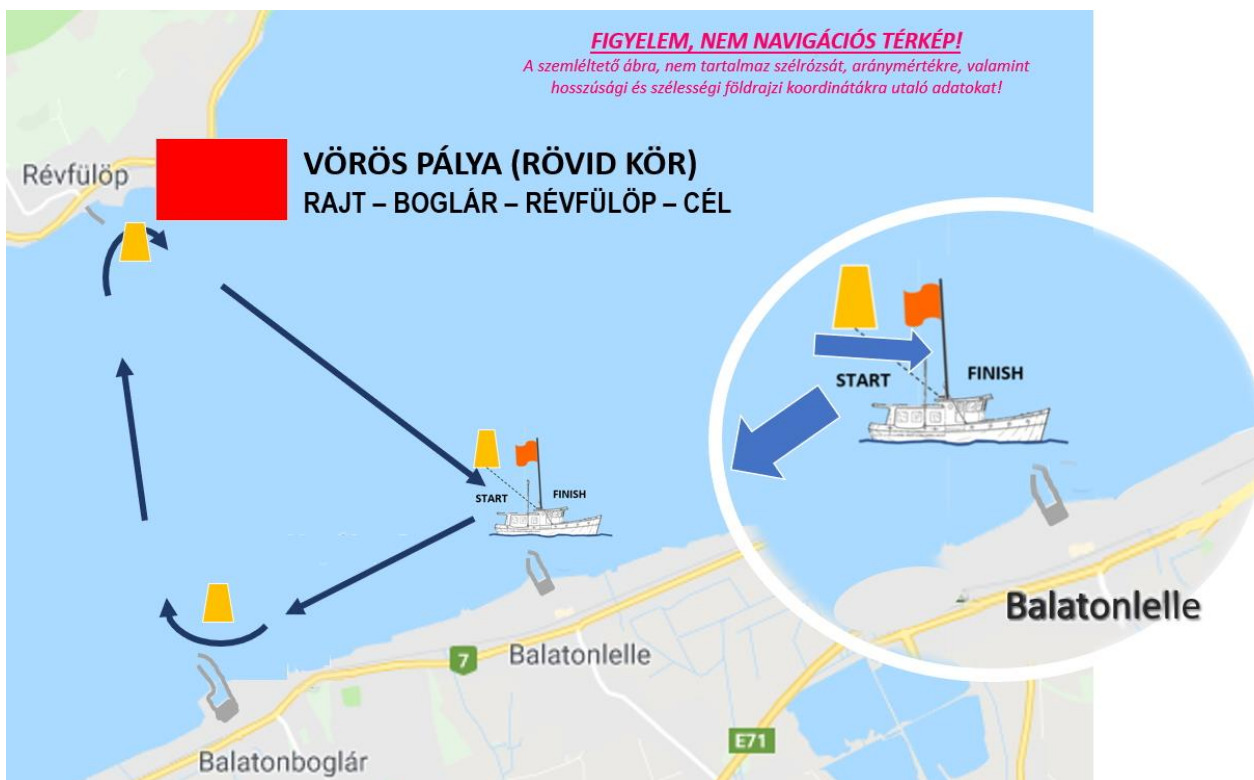 FIGYELEM, NEM NAVIGÁCIÓS TÉRKÉP!
A szemléltető ábra, nem tartalmaz szélrózsát, aránymértékre, valamint
hosszúsági és szélességi földrajzi koordinátákra utaló adatokat!
Révfülöp
VÖRÖS PÁLYA (RÖVID KÖR)
RAJT – BOGLÁR – RÉVFÜLÖP – CÉL
START
FINISH
START
FINISH
Balatonlelle
7
Balatonlelle
E71
Balatonboglár